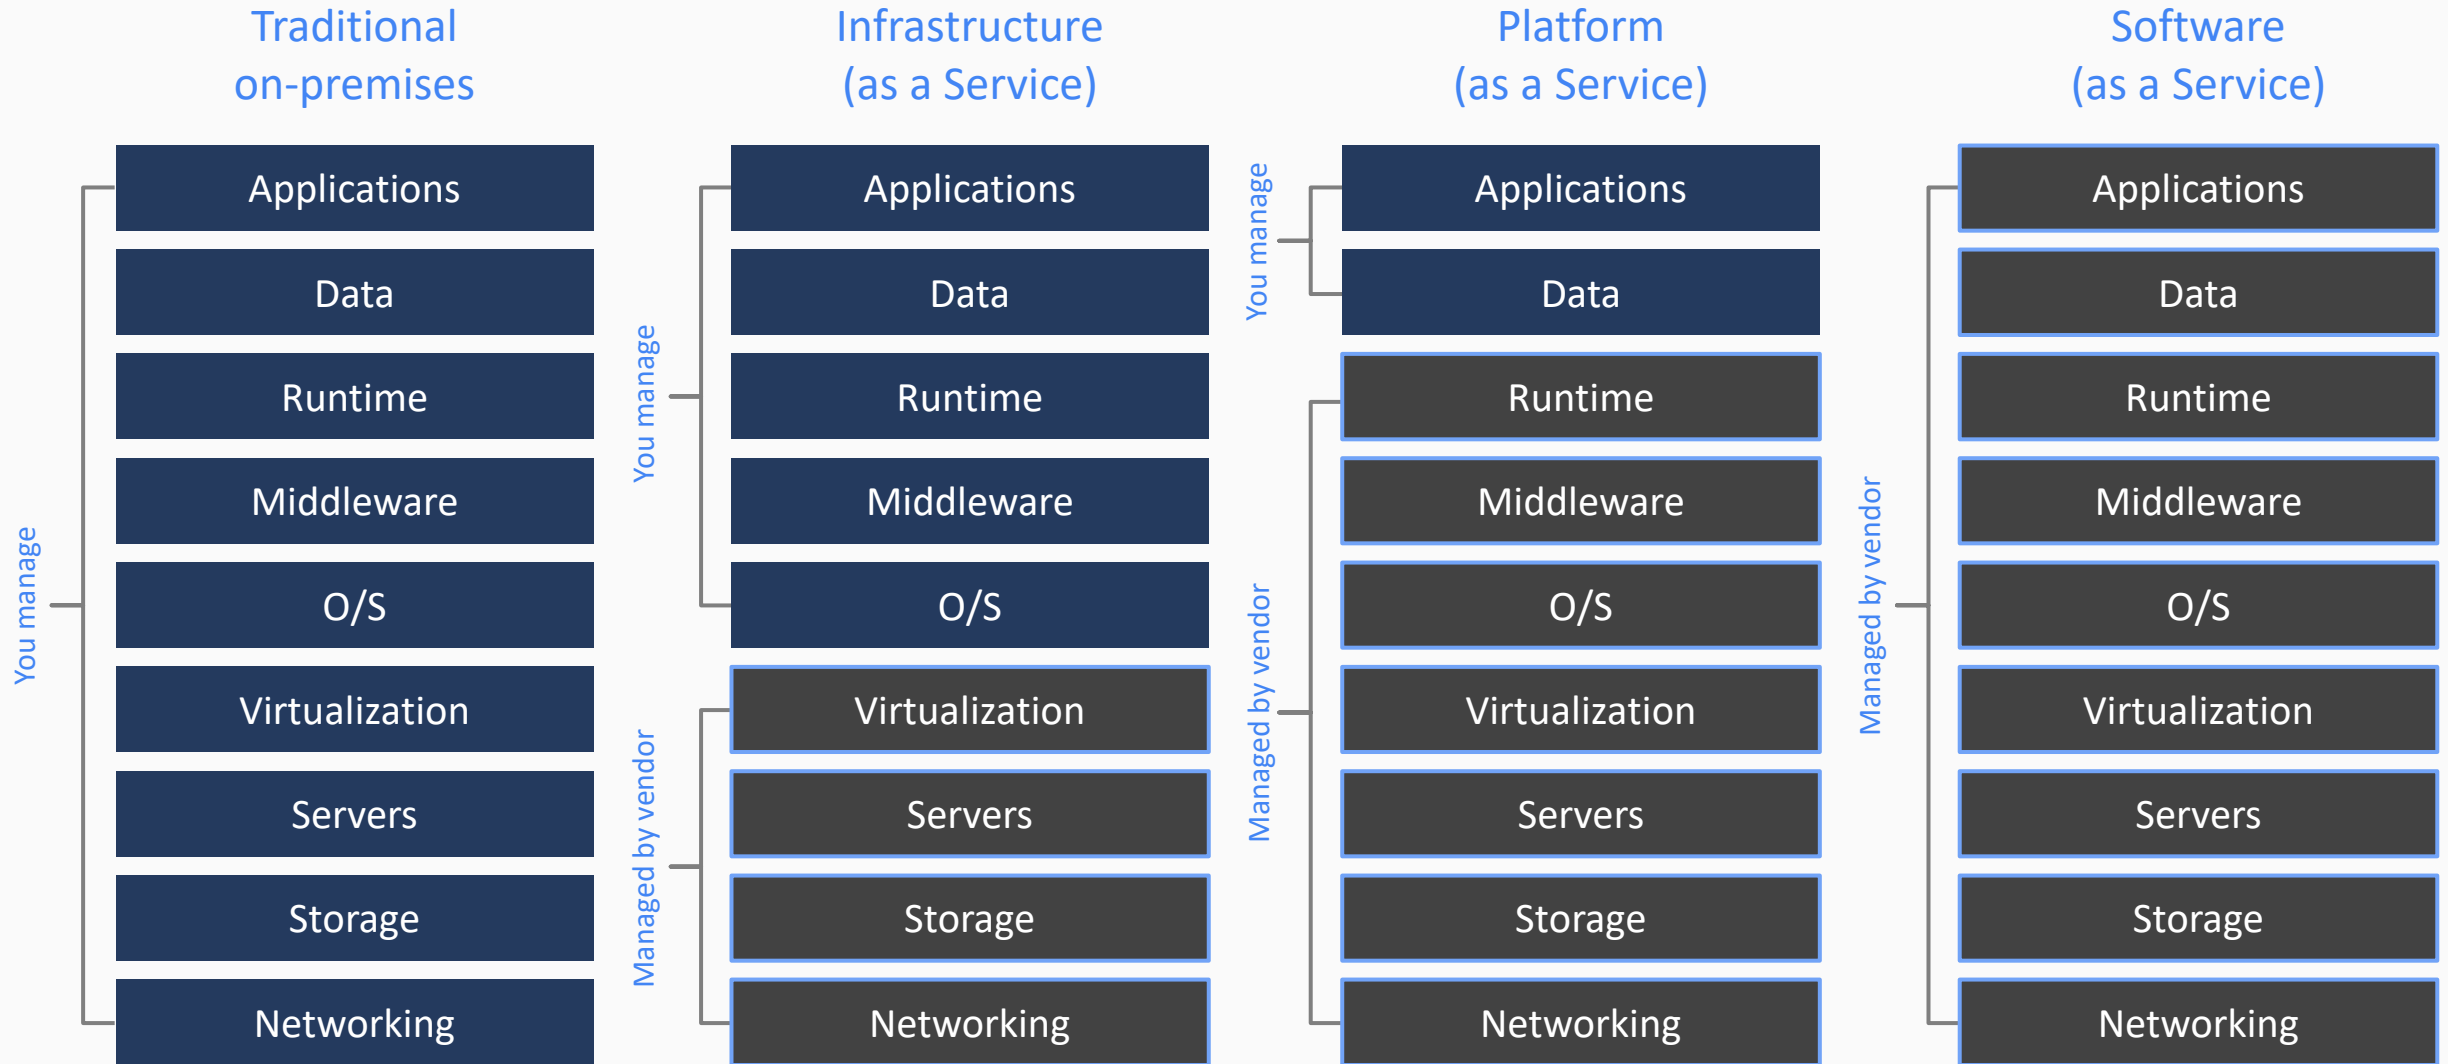 Traditional
on-premises
You manage
Applications
Data
Runtime
Middleware
O/S
Virtualization
Servers
Storage
Networking
Infrastructure
(as a Service)
You manage
Applications
Data
Runtime
Middleware
O/S
Managed by vendor
Virtualization
Servers
Storage
Networking
Platform
(as a Service)
You manage
Applications
Data
Managed by vendor
Runtime
Middleware
O/S
Virtualization
Servers
Storage
Networking
Software
(as a Service)
Managed by vendor
Applications
Data
Runtime
Middleware
O/S
Virtualization
Servers
Storage
Networking